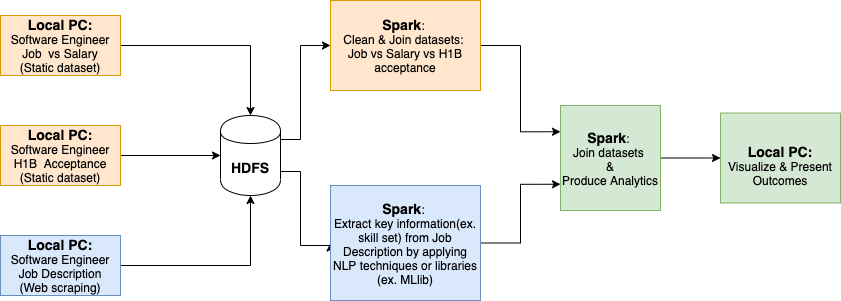 Local PC:
Software Engineer
Job vs Salary
(Static dataset)
Local PC:
Software Engineer
H1B Acceptance
(Static dataset)
Local PC:
Software Engineer
Job Description
(Web scraping)
HDFS
Spark:
Clean & Join datasets:
Job vs Salary vs H1B
acceptance
Spark:
Extract key information(ex.
skill set) from Job
Description by applying
NLP techniques or libraries
(ex. MLlib)
Spark:
Join datasets
&
Produce Analytics
Local PC:
Visualize & Present
Outcomes